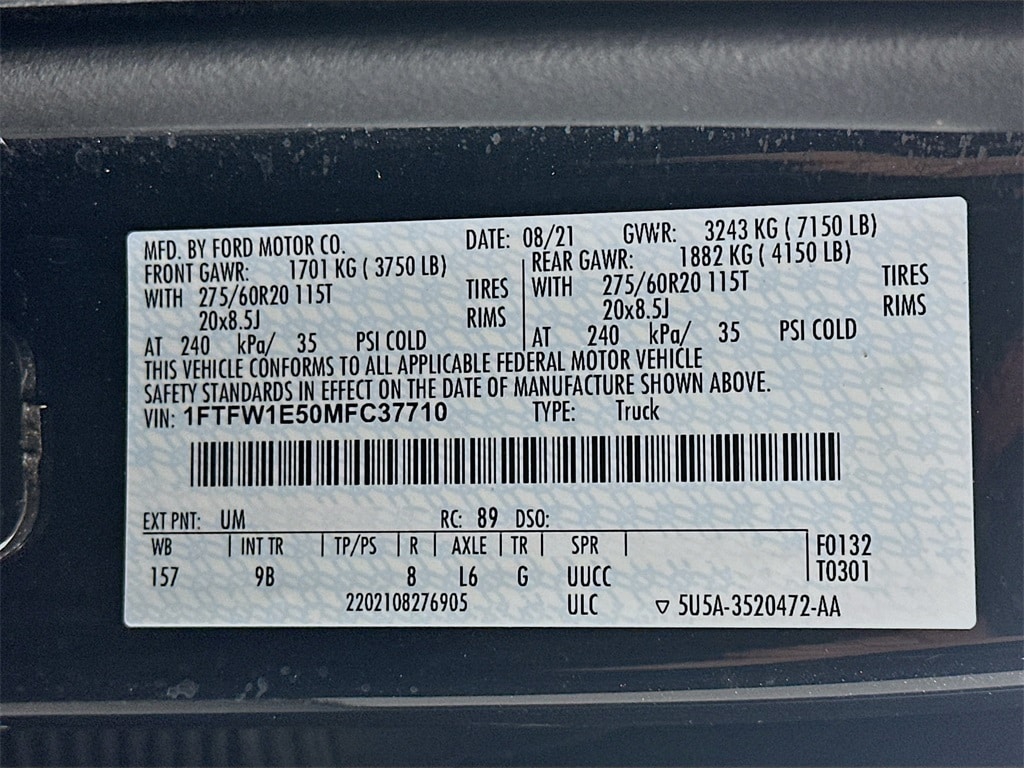 MFD. BY FORD MOTOR CO. DATE: 08/21 GVWR: 3243 KG ( 7150 LB)
FRONT GAWR: 1701 KG ( 3750 LB) REAR GAWR: 1882 KG ( 4150 LB)
WITH 275/60R20 115T TIRES WITH 275/60R20 115T TIRES
20x8.5J RIMS 20x8.5J RIMS
AT 240 kPa/ 35 PSI COLD AT 240 kPa/ 35 PSI COLD
THIS VEHICLE CONFORMS TO ALL APPLICABLE FEDERAL MOTOR VEHICLE
SAFETY STANDARDS IN EFFECT ON THE DATE OF MANUFACTURE SHOWN ABOVE.
VIN: 1FTFW1E50MFC37710 TYPE: Truck
EXT PNT: UM RC: 89 DSO:
WB | INT TR | TP/PS | R | AXLE | TR | SPR | F0132
157 9B 8 L6 G UUCC T0301
2202108276905 ULC ▽ 5U5A-3520472-AA